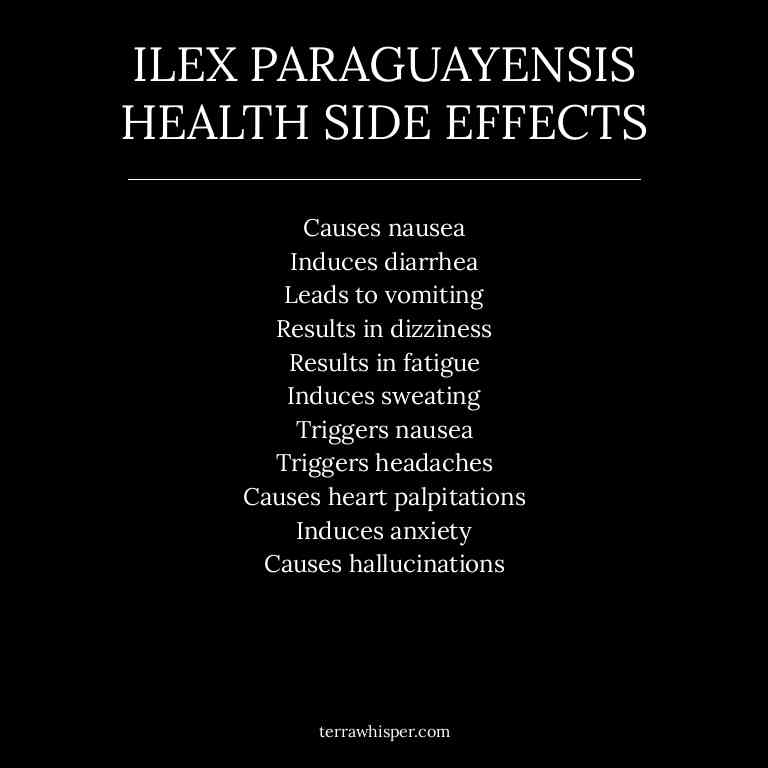 ILEX PARAGUAYENSIS
HEALTH SIDE EFFECTS
Causes nausea
Induces diarrhea
Leads to vomiting
Results in dizziness
Results in fatigue
Induces sweating
Triggers nausea
Triggers headaches
Causes heart palpitations
Induces anxiety
Causes hallucinations
terrawhisper.com